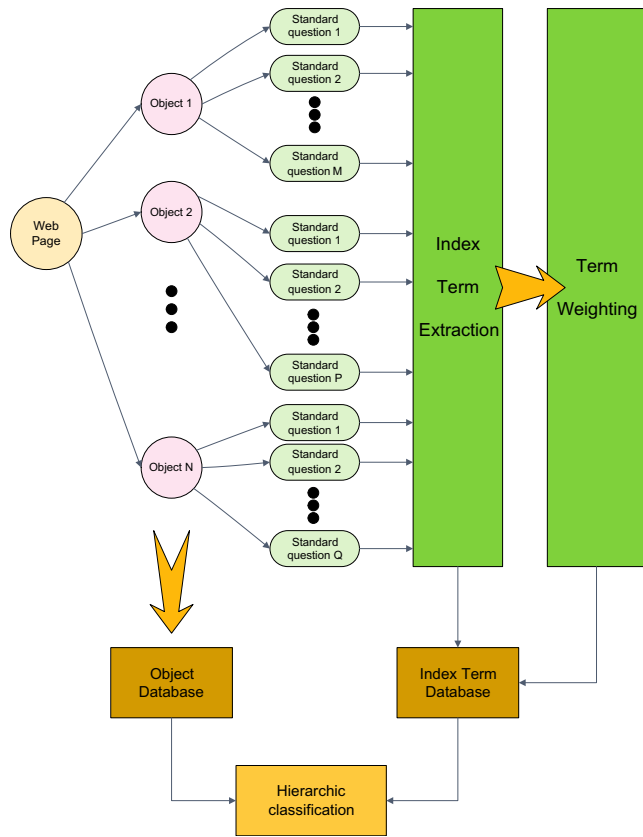 Web
Page
Object 1
Object 2
Object N
Standard
question 1
Standard
question 2
Standard
question M
Standard
question 1
Standard
question 2
Standard
question P
Standard
question 1
Standard
question 2
Standard
question Q
Index
Term
Extraction
Term
Weighting
Object
Database
Index Term
Database
Hierarchic
classification